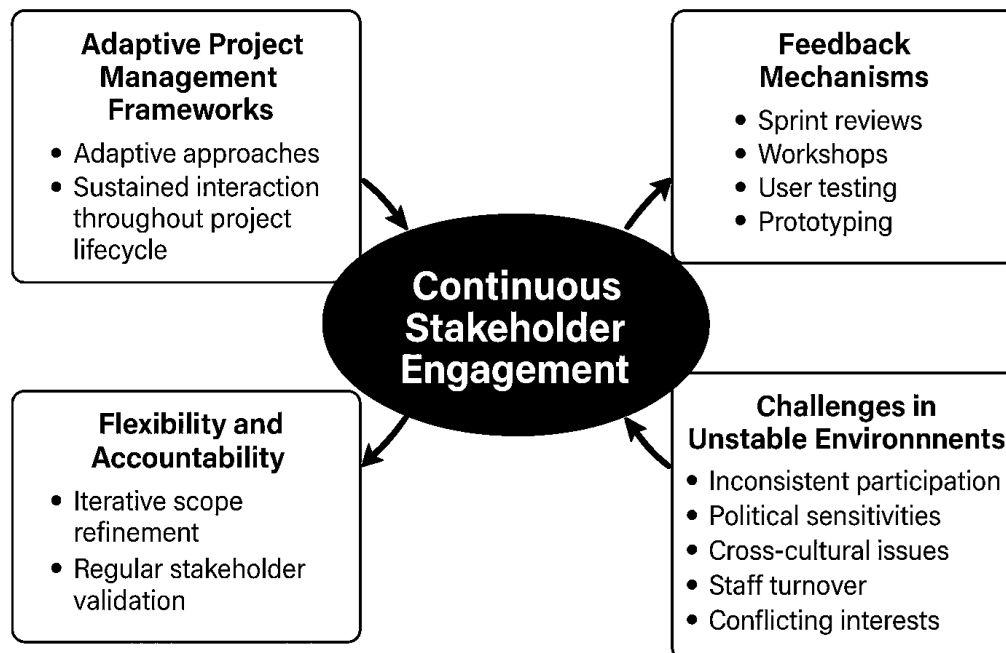 Adaptive Project
Management
Frameworks
• Adaptive approaches
• Sustained interaction
throughout project
lifecycle
Feedback
Mechanisms
• Sprint reviews
• Workshops
• User testing
• Prototyping
Continuous
Stakeholder
Engagement
Flexibility and
Accountability
• Iterative scope
refinement
• Regular stakeholder
validation
Challenges in
Unstable Environnnents
• Inconsistent participation
• Political sensitivities
• Cross-cultural issues
• Staff turnover
• Conflicting interests